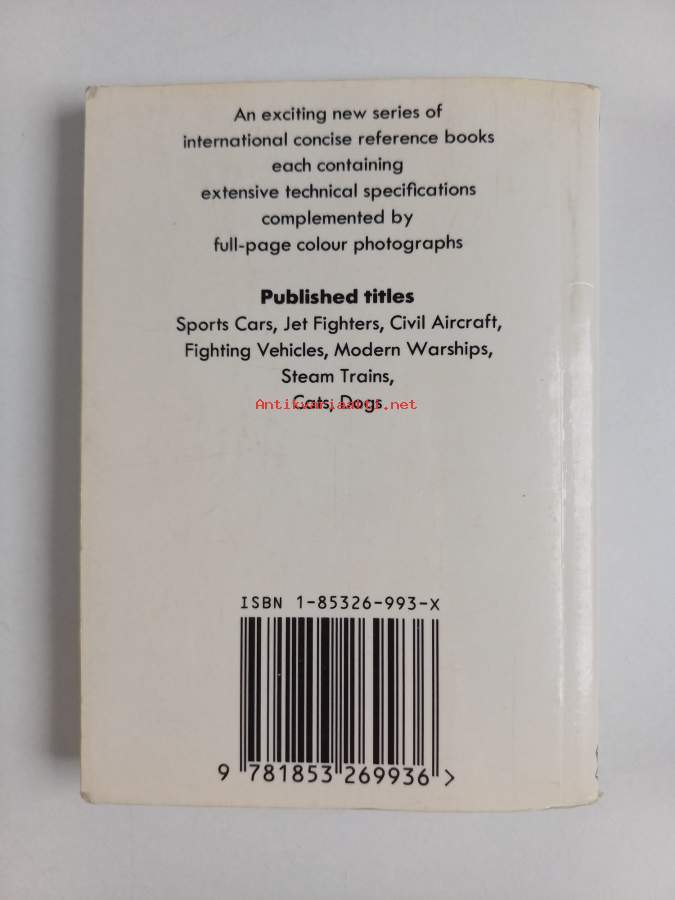 An exciting new series of
international concise reference books
each containing
extensive technical specifications
complemented by
full-page colour photographs
Published titles
Sports Cars, Jet Fighters, Civil Aircraft,
Fighting Vehicles, Modern Warships,
Steam Trains,
Cats, Dogs
Antikvariaatti.net
ISBN 1-85326-993-X
9 781853 269936 >